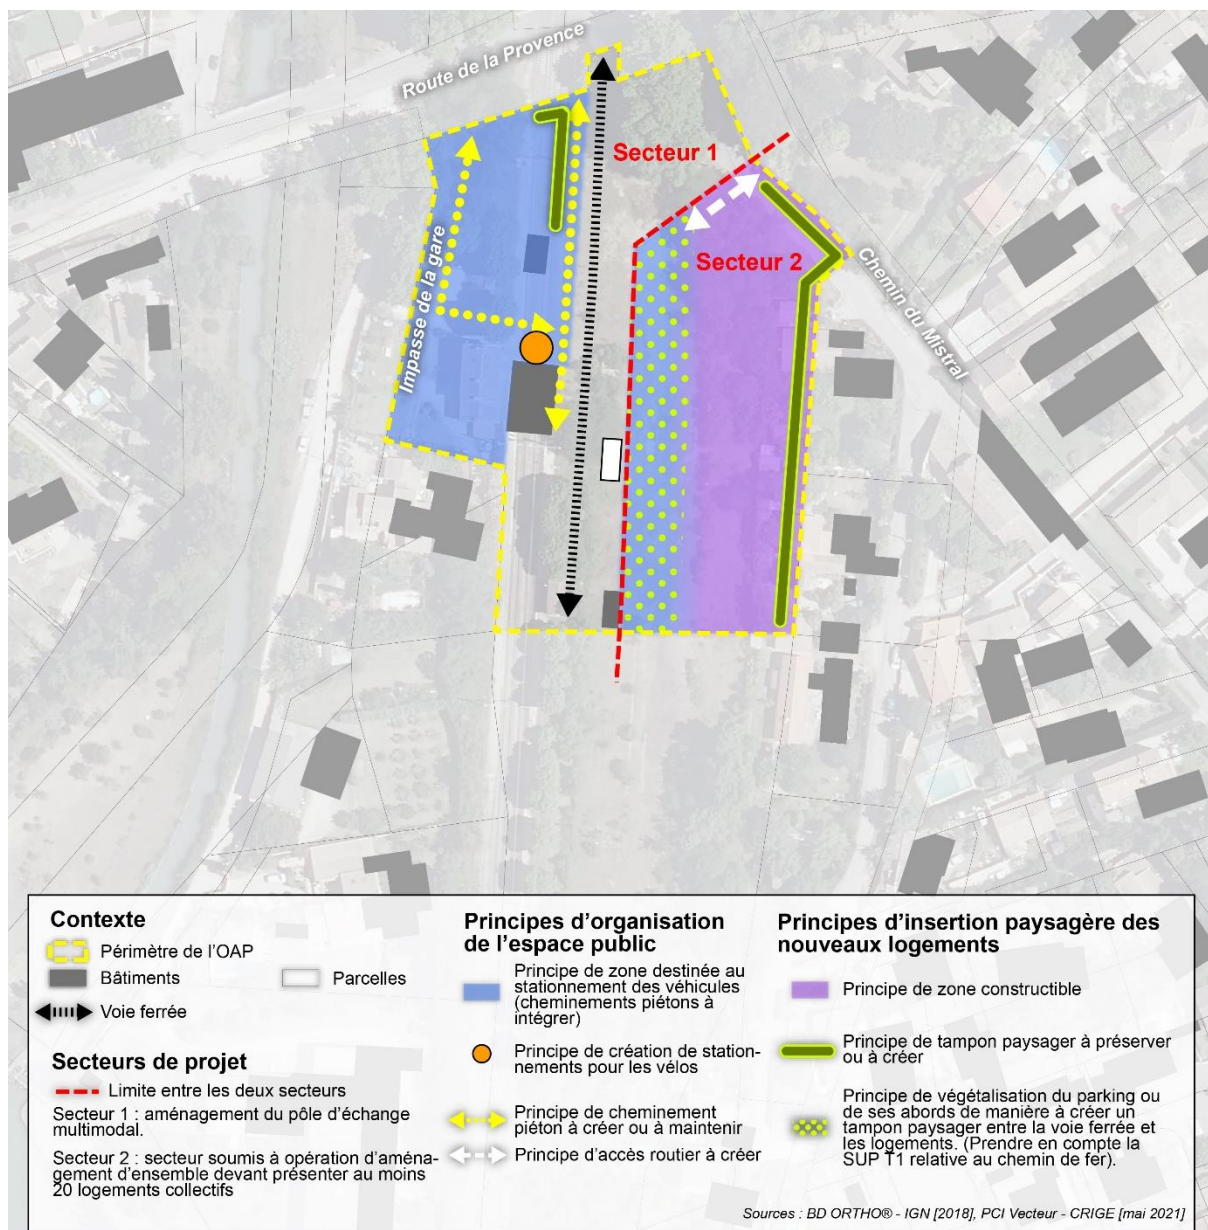 Route de la Provence
Secteur 1
Secteur 2
Impasse de la gare
Chemin du Mistral
Contexte
Périmètre de l'OAP
Bâtiments
Parcelles
Voie ferrée
Secteurs de projet
Limite entre les deux secteurs
Secteur 1 : aménagement du pôle d'échange
multimodal.
Secteur 2 : secteur soumis à opération d'aména-
gement d'ensemble devant présenter au moins
20 logements collectifs
Principes d'organisation
de l'espace public
Principe de zone destinée au
stationnement des véhicules
(cheminements piétons à
intégrer)
Principe de création de station-
nements pour les vélos
Principe de cheminement
piéton à créer ou à maintenir
Principe d'accès routier à créer
Principes d'insertion paysagère des
nouveaux logements
Principe de zone constructible
Principe de tampon paysager à préserver
ou à créer
Principe de végétalisation du parking ou
de ses abords de manière à créer un
tampon paysager entre la voie ferrée et
les logements. (Prendre en compte la
SUP T1 relative au chemin de fer).
Sources : BD ORTHO® - IGN [2018], PCI Vecteur - CRIGE [mai 2021]